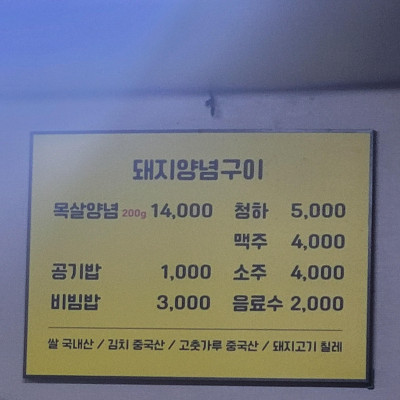 돼지양념구이
목살양념 200g 14,000 청하 5,000
맥주 4,000
공기밥 1,000 소주 4,000
비빔밥 3,000 음료수 2,000
쌀 국내산 / 김치 중국산 / 고춧가루 중국산 / 돼지고기 칠레